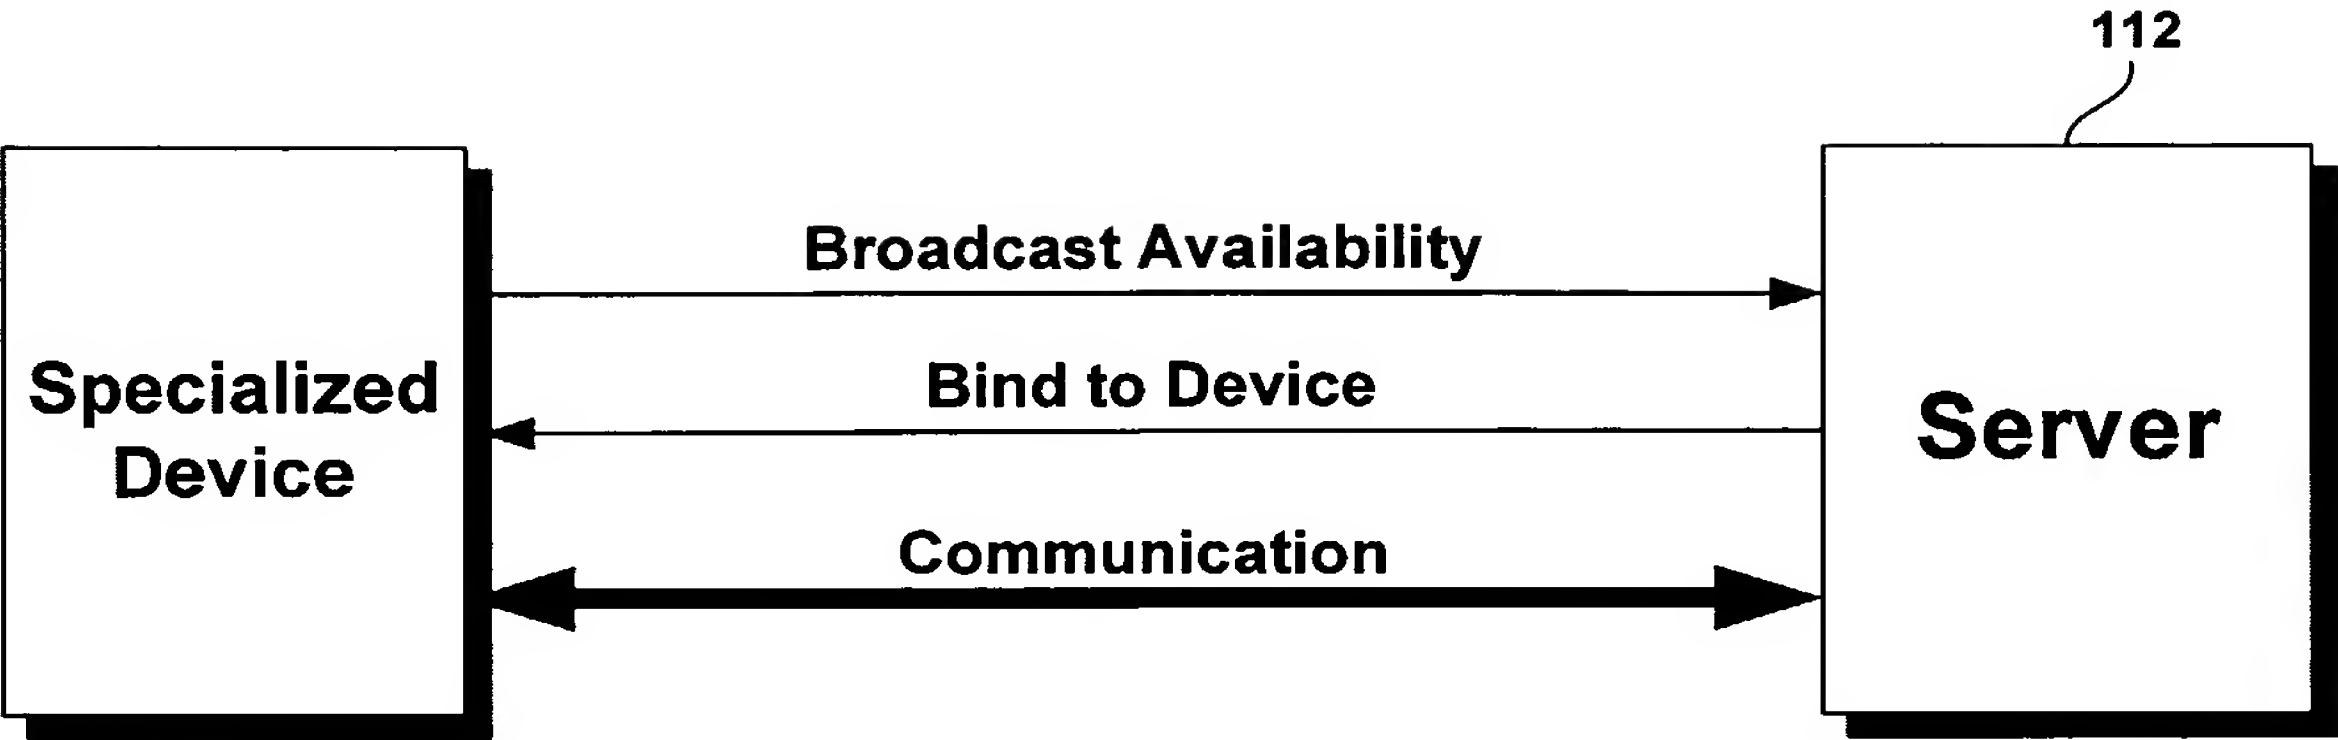 112
Broadcast Availability
Bind to Device
Specialized
Device
Server
Communication